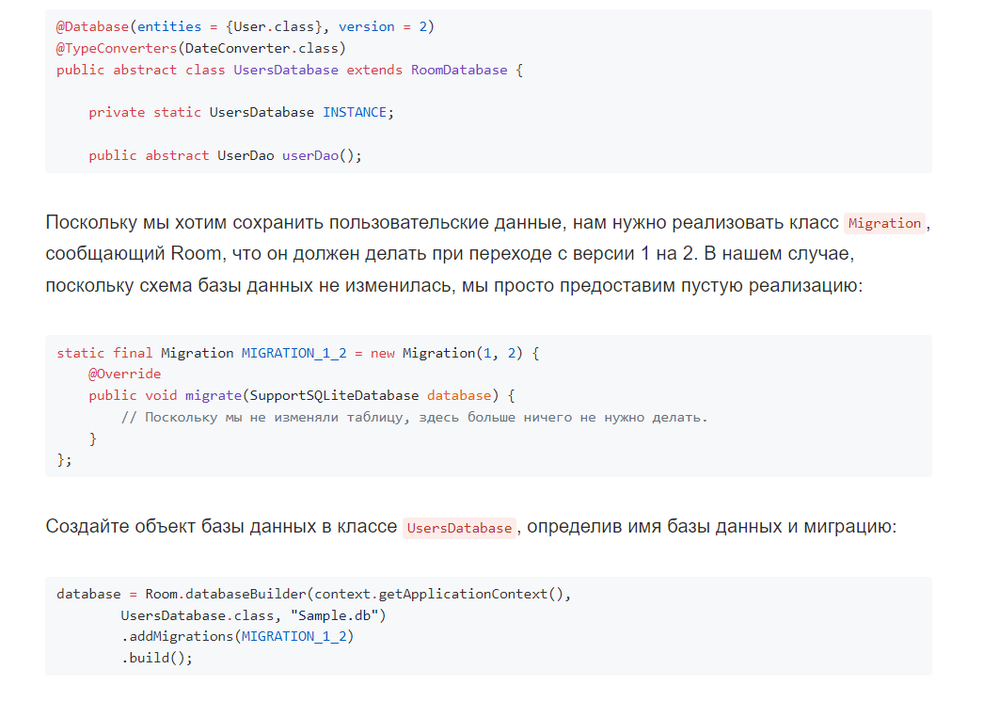 @Database(entities = {User.class}, version = 2)
@TypeConverters(DateConverter.class)
public abstract class UsersDatabase extends RoomDatabase {
private static UsersDatabase INSTANCE;
public abstract UserDao userDao();
Поскольку мы хотим сохранить пользовательские данные, нам нужно реализовать класс Migration,
сообщающий Room, что он должен делать при переходе с версии 1 на 2. В нашем случае,
поскольку схема базы данных не изменилась, мы просто предоставим пустую реализацию:
static final Migration MIGRATION_1_2 = new Migration(1, 2) {
@Override
public void migrate(SupportSQLiteDatabase database) {
// Поскольку мы не изменяли таблицу, здесь больше ничего не нужно делать.
}
};
Создайте объект базы данных в классе UsersDatabase, определив имя базы данных и миграцию:
database = Room.databaseBuilder(context.getApplicationContext(),
UsersDatabase.class, "Sample.db")
.addMigrations(MIGRATION_1_2)
.build();